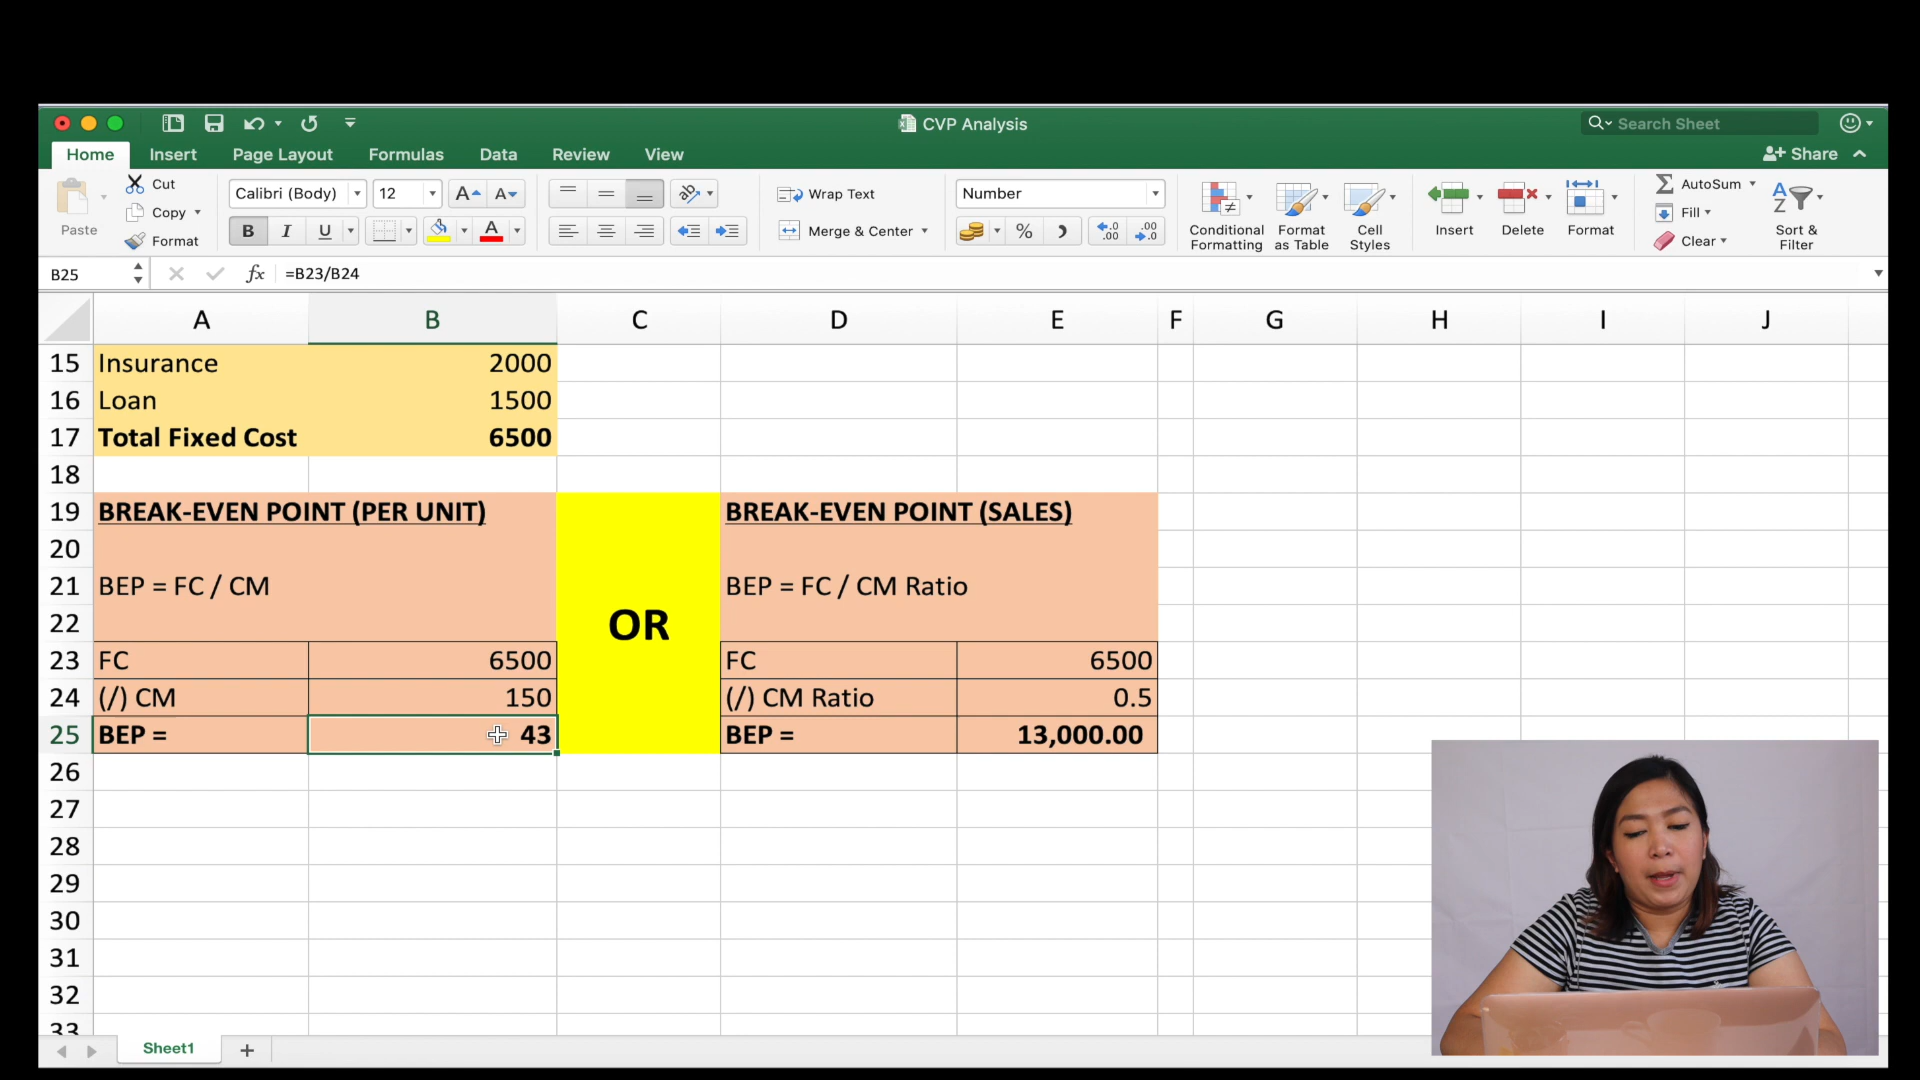 CVP Analysis
Search Sheet
Home Insert Page Layout Formulas Data Review View
Share
Paste
Cut
Copy
Format
Calibri (Body)
12
A A
B I U A
Wrap Text
Merge & Center
Number
%
.0 .00
.00 .0
Conditional Formatting
Format as Table
Cell Styles
Insert
Delete
Format
AutoSum
Fill
Clear
Sort & Filter
B25 fx =B23/B24
A B C D E F G H I J
15 Insurance 2000
16 Loan 1500
17 Total Fixed Cost 6500
18
19 BREAK-EVEN POINT (PER UNIT) BREAK-EVEN POINT (SALES)
20
21 BEP = FC / CM BEP = FC / CM Ratio
22 OR
23 FC 6500 FC 6500
24 (/) CM 150 (/) CM Ratio 0.5
25 BEP = 43 BEP = 13,000.00
26
27
28
29
30
31
32
33
Sheet1